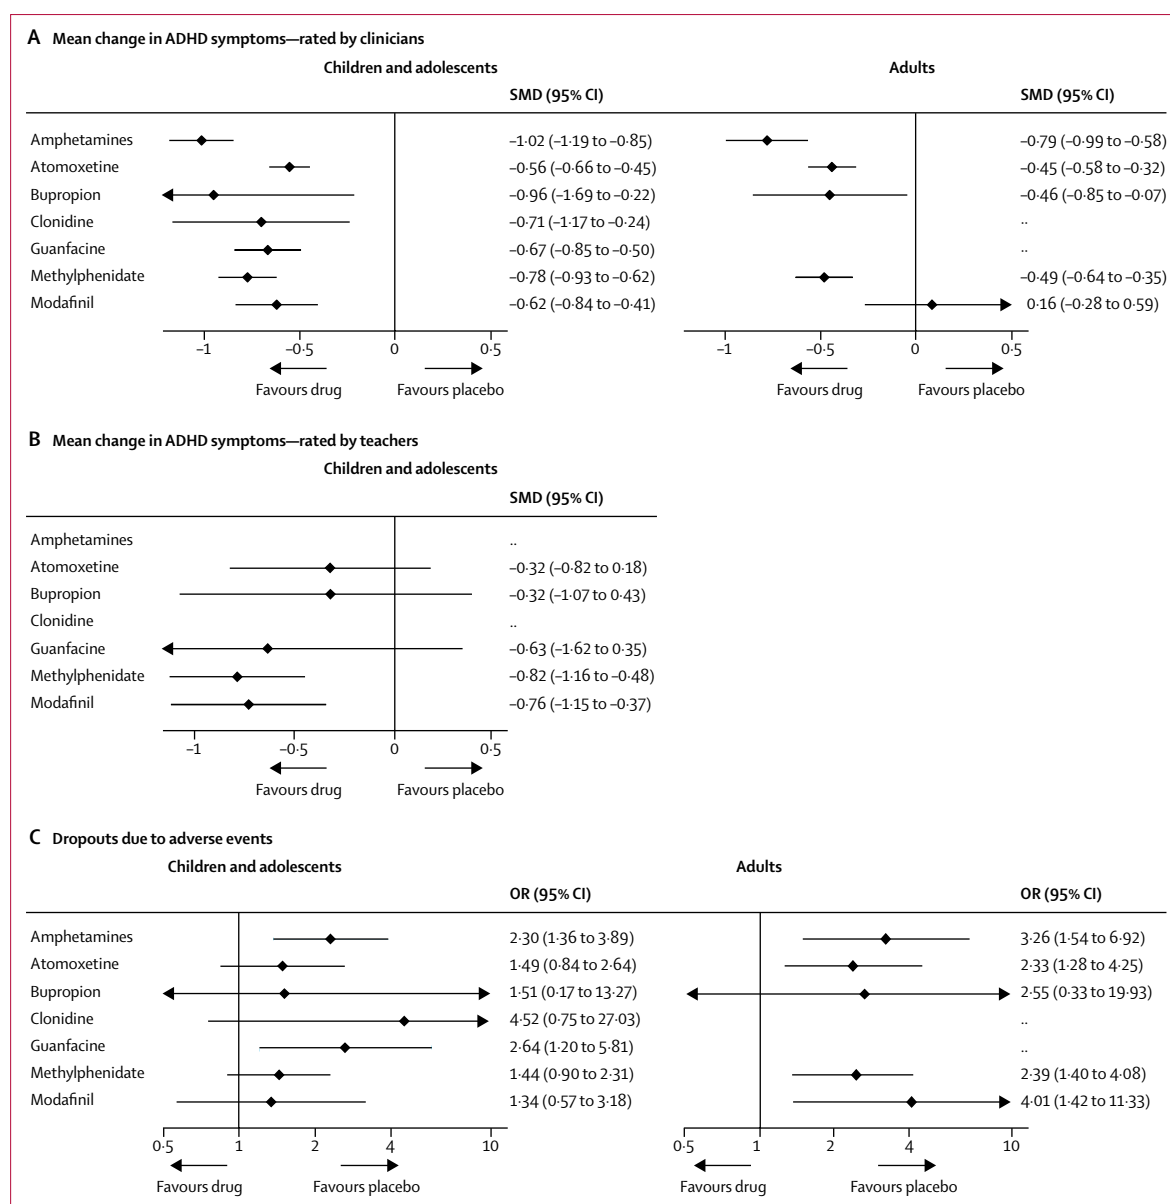 A Mean change in ADHD symptoms—rated by clinicians
Children and adolescents Adults
SMD (95% CI) SMD (95% CI)
Amphetamines –1·02 (–1·19 to –0·85) –0·79 (–0·99 to –0·58)
Atomoxetine –0·56 (–0·66 to –0·45) –0·45 (–0·58 to –0·32)
Bupropion –0·96 (–1·69 to –0·22) –0·46 (–0·85 to –0·07)
Clonidine –0·71 (–1·17 to –0·24) ··
Guanfacine –0·67 (–0·85 to –0·50) ··
Methylphenidate –0·78 (–0·93 to –0·62) –0·49 (–0·64 to –0·35)
Modafinil –0·62 (–0·84 to –0·41) 0·16 (–0·28 to 0·59)
–1 –0·5 0 0·5 –1 –0·5 0 0·5
Favours drug Favours placebo Favours drug Favours placebo
B Mean change in ADHD symptoms—rated by teachers
Children and adolescents
SMD (95% CI)
Amphetamines ··
Atomoxetine –0·32 (–0·82 to 0·18)
Bupropion –0·32 (–1·07 to 0·43)
Clonidine ··
Guanfacine –0·63 (–1·62 to 0·35)
Methylphenidate –0·82 (–1·16 to –0·48)
Modafinil –0·76 (–1·15 to –0·37)
–1 –0·5 0 0·5
Favours drug Favours placebo
C Dropouts due to adverse events
Children and adolescents Adults
OR (95% CI) OR (95% CI)
Amphetamines 2·30 (1·36 to 3·89) 3·26 (1·54 to 6·92)
Atomoxetine 1·49 (0·84 to 2·64) 2·33 (1·28 to 4·25)
Bupropion 1·51 (0·17 to 13·27) 2·55 (0·33 to 19·93)
Clonidine 4·52 (0·75 to 27·03) ··
Guanfacine 2·64 (1·20 to 5·81) ··
Methylphenidate 1·44 (0·90 to 2·31) 2·39 (1·40 to 4·08)
Modafinil 1·34 (0·57 to 3·18) 4·01 (1·42 to 11·33)
0·5 1 2 4 10 0·5 1 2 4 10
Favours drug Favours placebo Favours drug Favours placebo